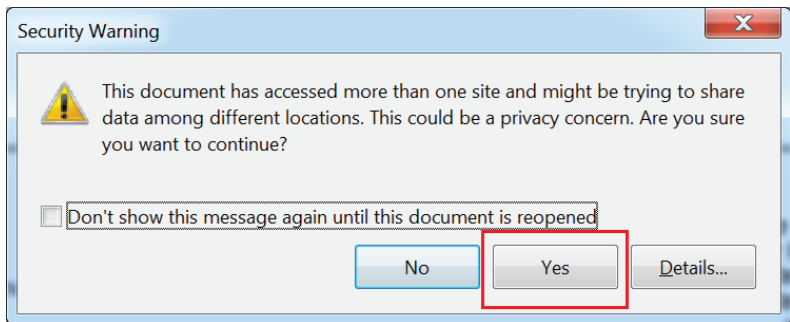 Security Warning
This document has accessed more than one site and might be trying to share
data among different locations. This could be a privacy concern. Are you sure
you want to continue?
Don't show this message again until this document is reopened
No Yes Details...